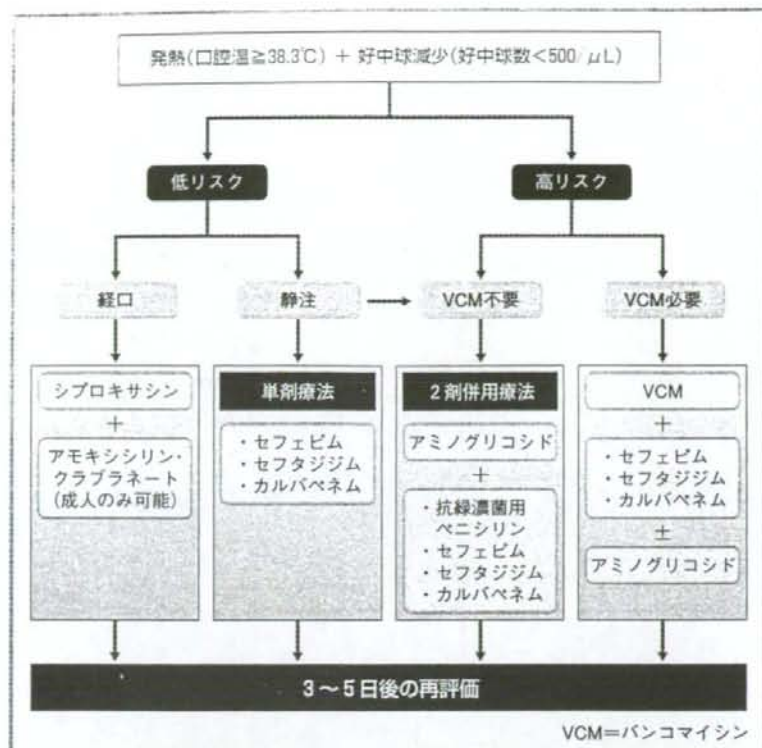 発熱(口腔温≧38.3℃) + 好中球減少(好中球数<500/μL)
低リスク
高リスク
経口
静注
VCM不要
VCM必要
シプロキサシン
+
アモキシシリン・
クラブラネート
(成人のみ可能)
単剤療法
・セフェピム
・セフタジジム
・カルバペネム
2剤併用療法
アミノグリコシド
+
・抗緑濃菌用
ペニシリン
・セフェピム
・セフタジジム
・カルバペネム
VCM
+
・セフェピム
・セフタジジム
・カルバペネム
±
アミノグリコシド
3～5日後の再評価
VCM=バンコマイシン